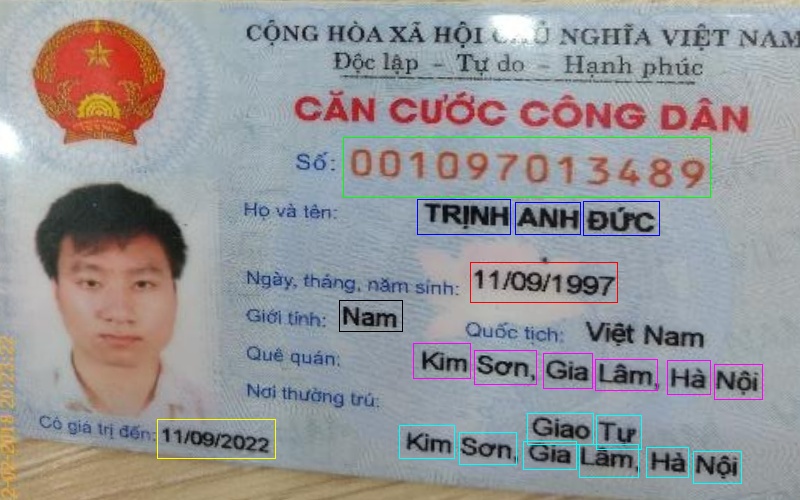 CỘNG HÒA XÃ HỘI CHỦ NGHĨA VIỆT NAM
Độc lập - Tự do - Hạnh phúc
CĂN CƯỚC CÔNG DÂN
Số: 001097013489
Họ và tên: TRỊNH ANH ĐỨC
Ngày, tháng, năm sinh: 11/09/1997
Giới tính: Nam Quốc tịch: Việt Nam
Quê quán: Kim Sơn, Gia Lâm, Hà Nội
Nơi thường trú: Giao Tự
Kim Sơn, Gia Lâm, Hà Nội
Có giá trị đến: 11/09/2022